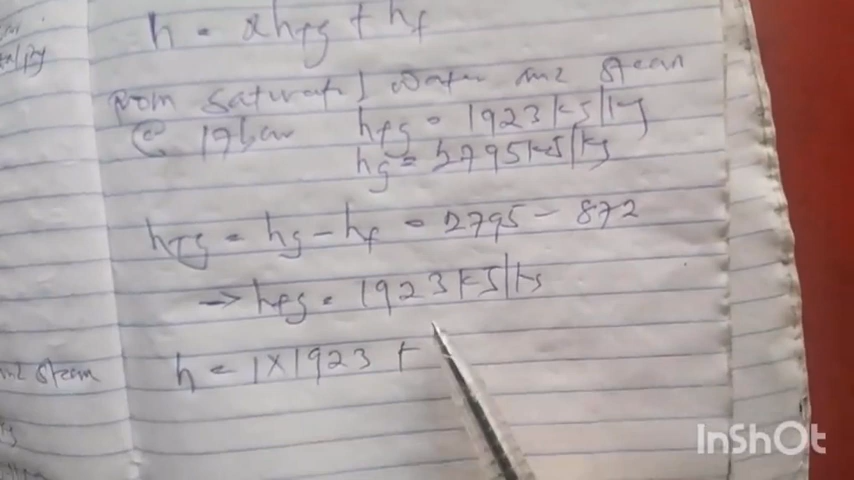 h = xhfg + hf
From saturated water and steam
@ 17bar hfg = 1923 kJ/kg
hg = 2795 kJ/kg
hfg = hg - hf = 2795 - 872
→ hfg = 1923 kJ/kg
steam
h = 1 x 1923 +
InShOt